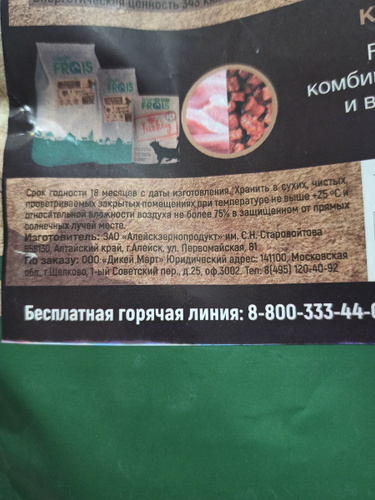 Энергетическая ценность 343
К
FROIS
FROIS
комби
и в
Срок годности 18 месяцев с даты изготовления. Хранить в сухих, чистых,
проветриваемых закрытых помещениях при температуре не выше +25 °C и
относительной влажности воздуха не более 75% в защищенном от прямых
солнечных лучей месте.
Изготовитель: ЗАО «Алейскзернопродукт» им. С.Н. Старовойтова
658130, Алтайский край, г.Алейск, ул. Первомайская, 81
По заказу: ООО «Дикей Март» Юридический адрес: 141100, Московская
обл., г.Щелково, 1-ый Советский пер., д.25, оф.3002. Тел.: 8(495) 120-40-92
Бесплатная горячая линия: 8-800-333-44-